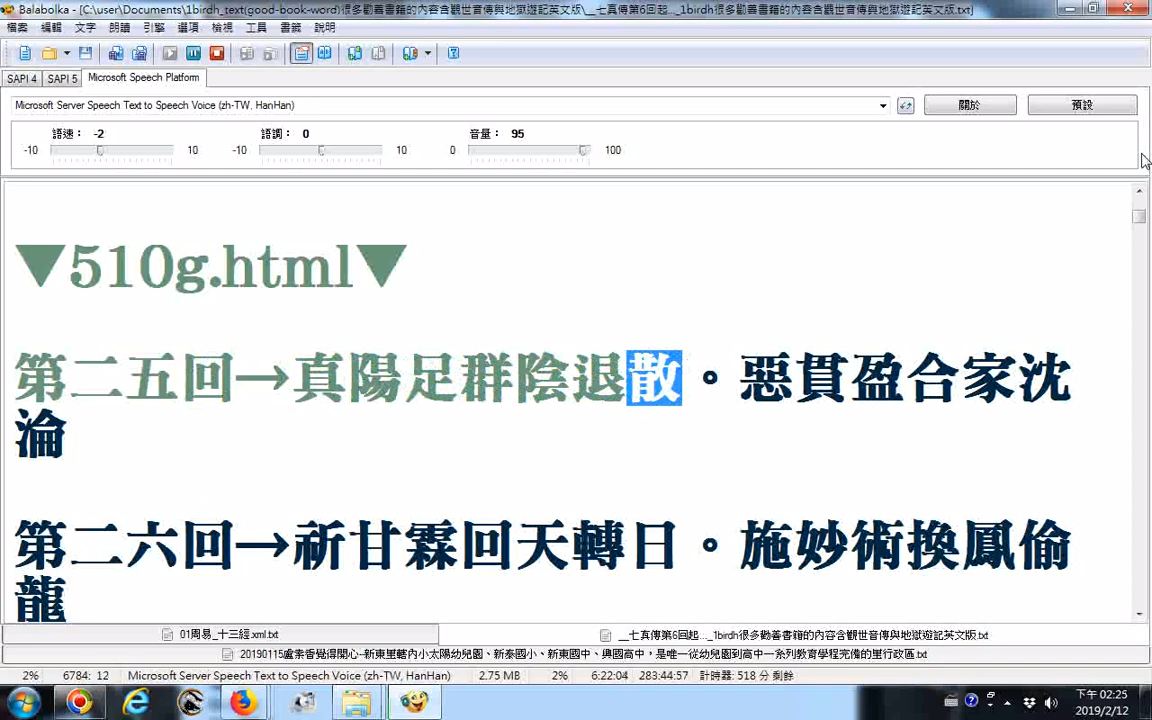 Balabolka - [C:\user\Documents\1birdh_text(good-book-word)很多勸善書籍的內容含觀世音傳與地獄遊記英文版\__七真傳第6回起..._1birdh很多勸善書籍的內容含觀世音傳與地獄遊記英文版.txt]
檔案 編輯 文字 朗讀 引擎 選項 檢視 工具 書籤 說明
SAPI 4 SAPI 5 Microsoft Speech Platform
Microsoft Server Speech Text to Speech Voice (zh-TW, HanHan) 關於 預設
語速: -2 語調: 0 音量: 95
-10 10 -10 10 0 100
▼510g.html▼
第二五回→真陽足群陰退散。惡貫盈合家沈
淪
第二六回→祈甘霖回天轉日。施妙術換鳳偷
龍
01周易_十三經.xml.txt __七真傳第6回起..._1birdh很多勸善書籍的內容含觀世音傳與地獄遊記英文版.txt
20190115盧素香覺得開心--新東里轄內小太陽幼兒園、新泰國小、新東國中、興國高中，是唯一從幼兒園到高中一系列教育學程完備的里行政區.txt
2% 6784: 12 Microsoft Server Speech Text to Speech Voice (zh-TW, HanHan) 2.75 MB 2% 6:22:04 283:44:57 計時器: 518 分 剩餘
下午 02:25
2019/2/12